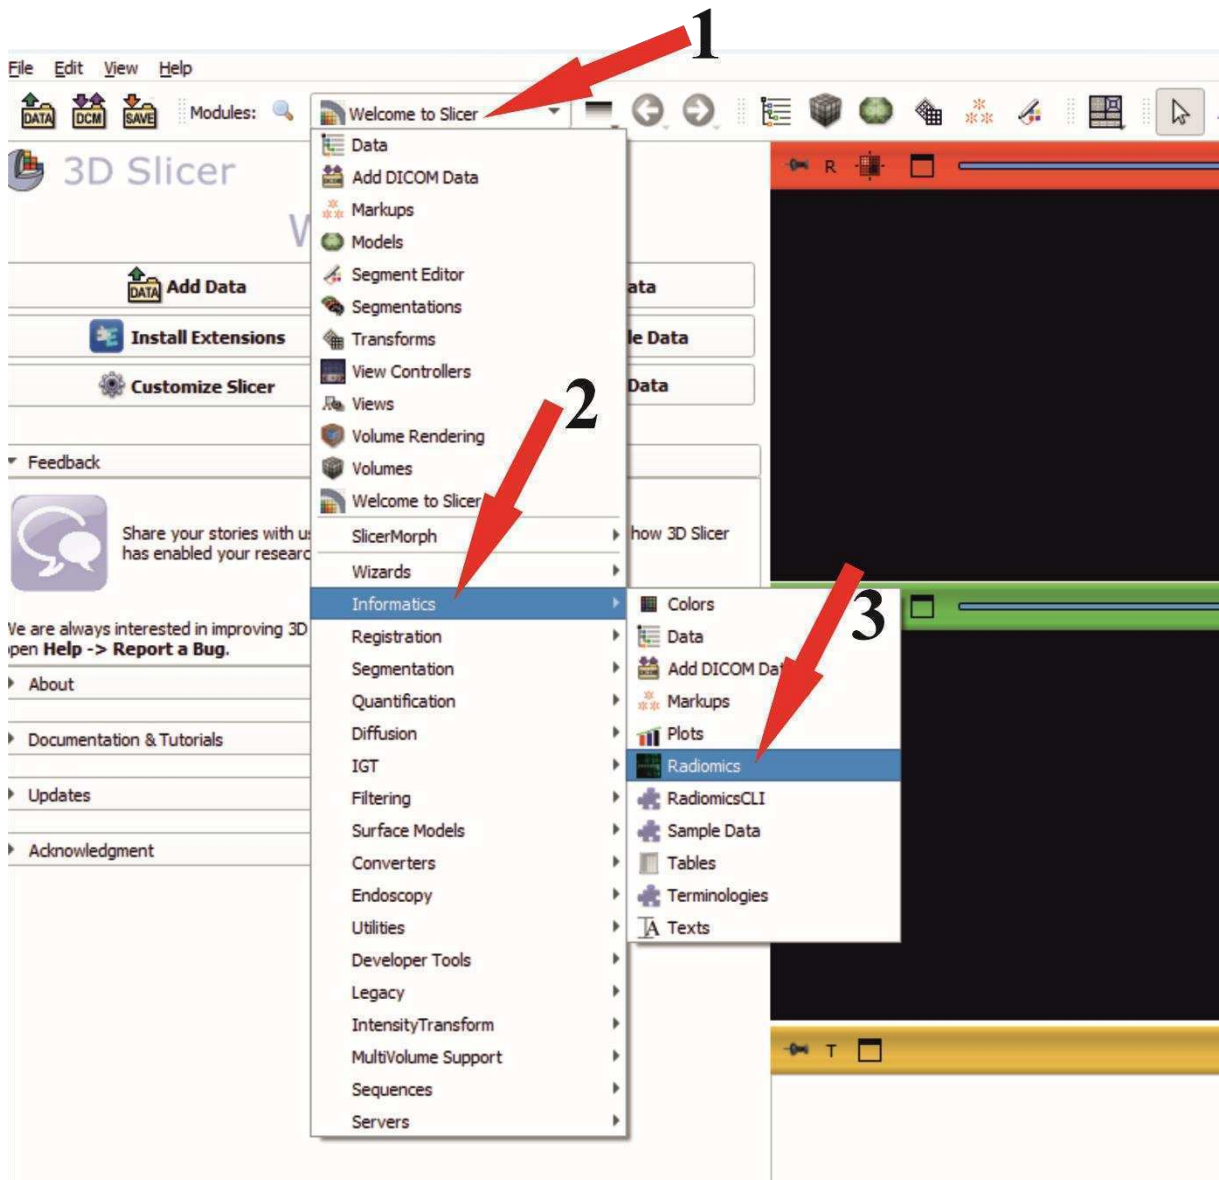 1
File Edit View Help
DATA DCM SAVE Modules: Welcome to Slicer
3D Slicer
W
Data
Add DICOM Data
Markups
Models
Segment Editor
Segmentations
Transforms
View Controllers
Views
Volume Rendering
Volumes
Welcome to Slicer
SlicerMorph
Wizards
Informatics
Registration
Segmentation
Quantification
Diffusion
IGT
Filtering
Surface Models
Converters
Endoscopy
Utilities
Developer Tools
Legacy
IntensityTransform
MultiVolume Support
Sequences
Servers
DATA Add Data
ata
Install Extensions
le Data
Customize Slicer
Data
2
Feedback
Share your stories with us
how 3D Slicer
has enabled your researc
We are always interested in improving 3D
open Help -> Report a Bug.
About
Documentation & Tutorials
Updates
Acknowledgment
3
Colors
Data
Add DICOM Dat
Markups
Plots
Radiomics
RadiomicsCLI
Sample Data
Tables
Terminologies
Texts
R
T